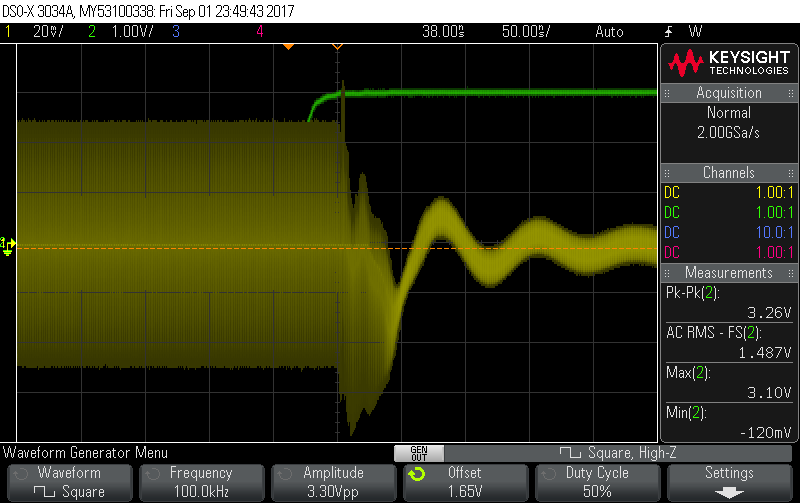 DSO-X 3034A, MY53100338: Fri Sep 01 23:49:43 2017
1 20mV/ 2 1.00V/ 3 4 38.00ns 50.00ns/ Auto W
KEYSIGHT
TECHNOLOGIES
Acquisition
Normal
2.00GSa/s
Channels
DC 1.00:1
DC 1.00:1
DC 10.0:1
DC 1.00:1
Measurements
Pk-Pk(2):
3.26V
AC RMS - FS(2):
1.487V
Max(2):
3.10V
Min(2):
-120mV
Waveform Generator Menu
GEN
OUT
Square, High-Z
Waveform
Square
Frequency
100.0kHz
Amplitude
3.30Vpp
Offset
1.65V
Duty Cycle
50%
Settings